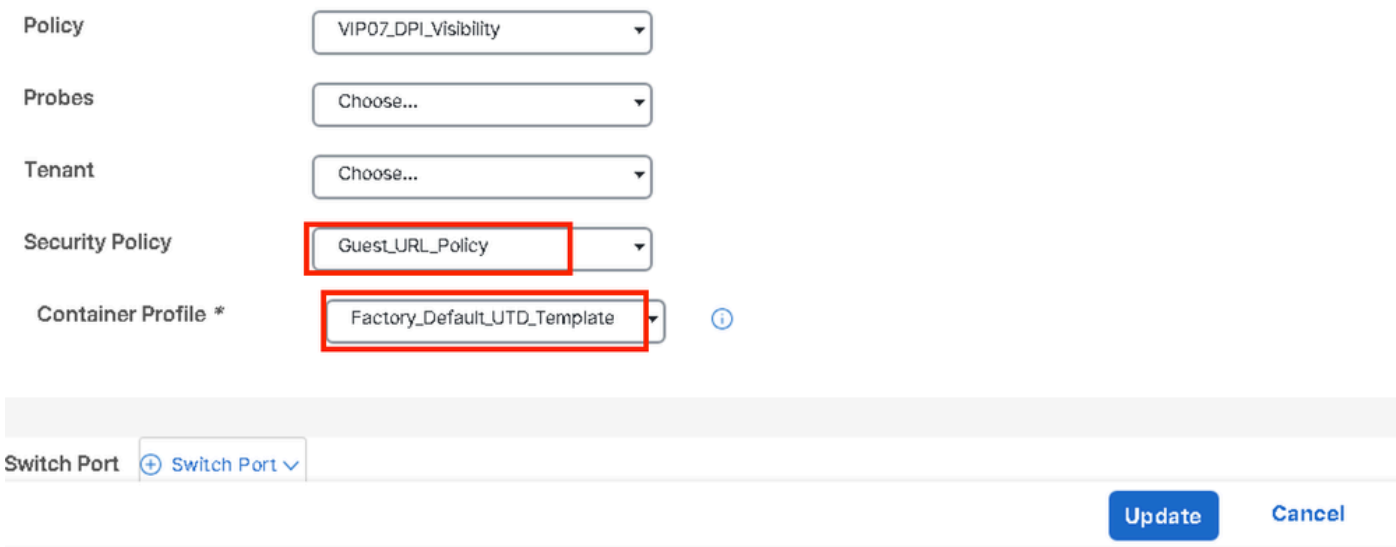 Policy VIP07_DPI_Visibility
Probes Choose...
Tenant Choose...
Security Policy Guest_URL_Policy
Container Profile * Factory_Default_UTD_Template
Switch Port Switch Port
Update Cancel